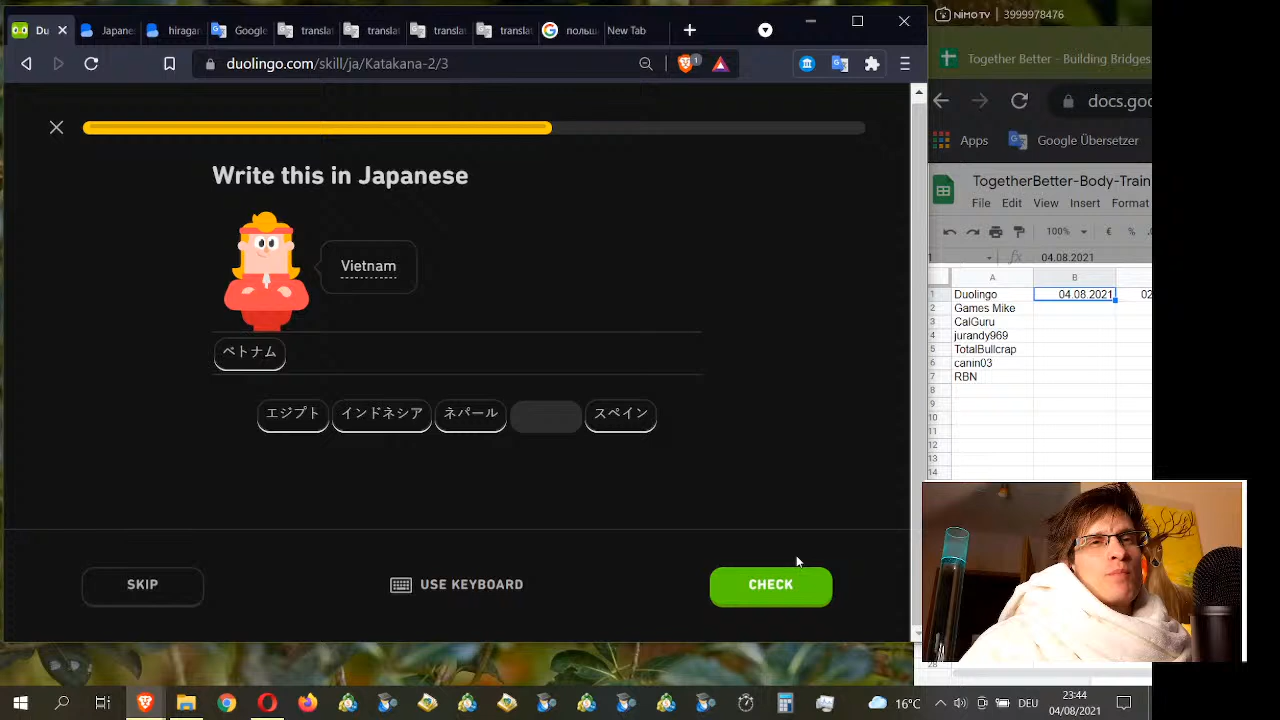 Du
Japane
hiragan
Google
translat
translat
translat
translat
польш
New Tab
NIMO TV 3999978476
duolingo.com/skill/ja/Katakana-2/3
1
Together Better - Building Bridges
docs.goo
Apps
Google Übersetzer
Write this in Japanese
Vietnam
ベトナム
エジプト
インドネシア
ネパール
スペイン
SKIP
USE KEYBOARD
CHECK
TogetherBetter-Body-Train
File Edit View Insert Format
100% € %
fx 04.08.2021
A B
1 Duolingo 04.08.2021 02
2 Games Mike
3 CalGuru
4 jurandy969
5 TotalBullcrap
6 canin03
7 RBN
8
9
10
11
12
13
14
28
16°C DEU 23:44
04/08/2021